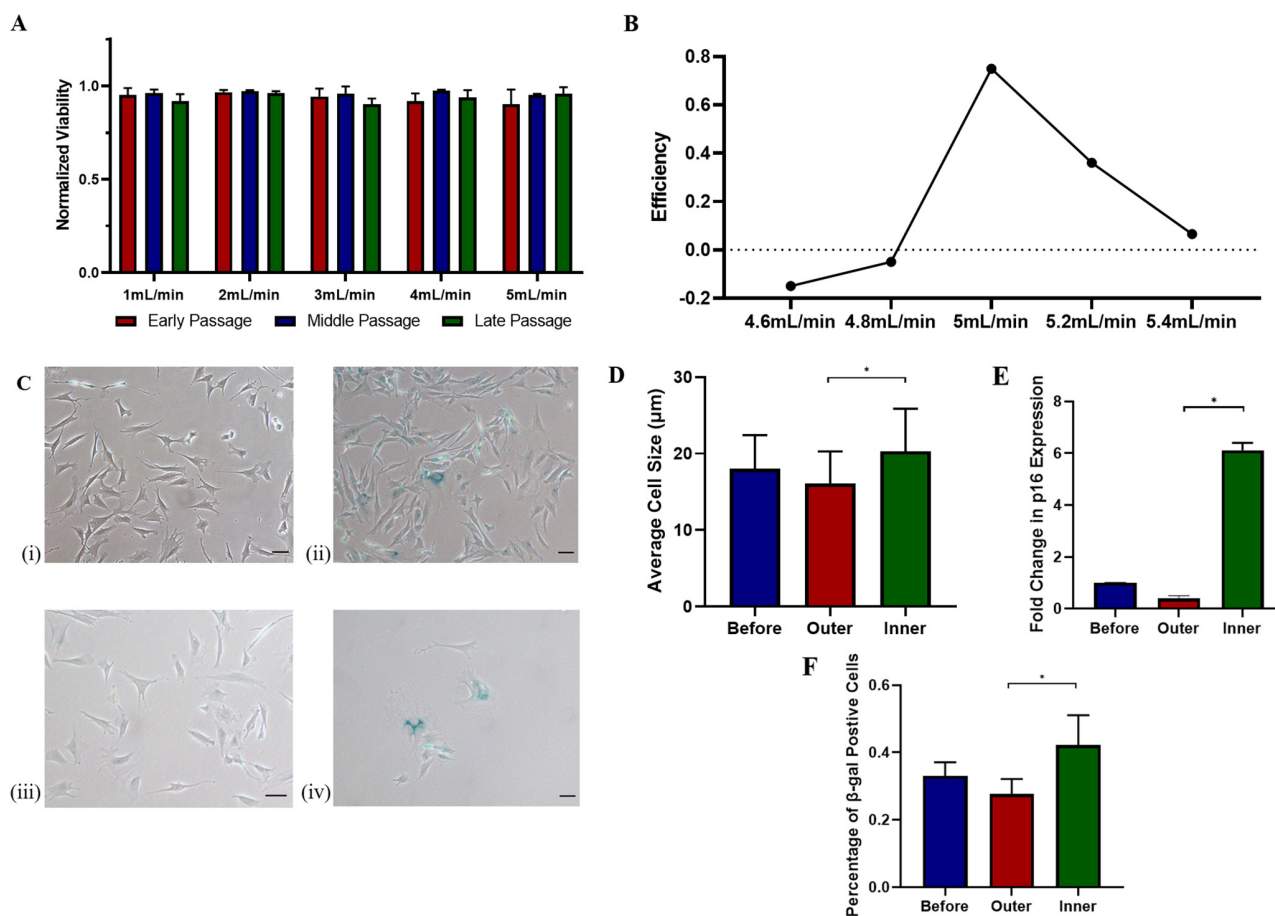 A
Normalized Viability
1.0
0.5
0.0
1mL/min 2mL/min 3mL/min 4mL/min 5mL/min
Early Passage Middle Passage Late Passage
B
Efficiency
0.8
0.6
0.4
0.2
0.0
-0.2
4.6mL/min 4.8mL/min 5mL/min 5.2mL/min 5.4mL/min
C
(i)
(ii)
(iii)
(iv)
D
Average Cell Size (µm)
30
20
10
0
*
Before Outer Inner
E
Fold Change in p16 Expression
8
6
4
2
0
*
Before Outer Inner
F
Percentage of β-gal Postive Cells
0.6
0.4
0.2
0.0
*
Before Outer Inner